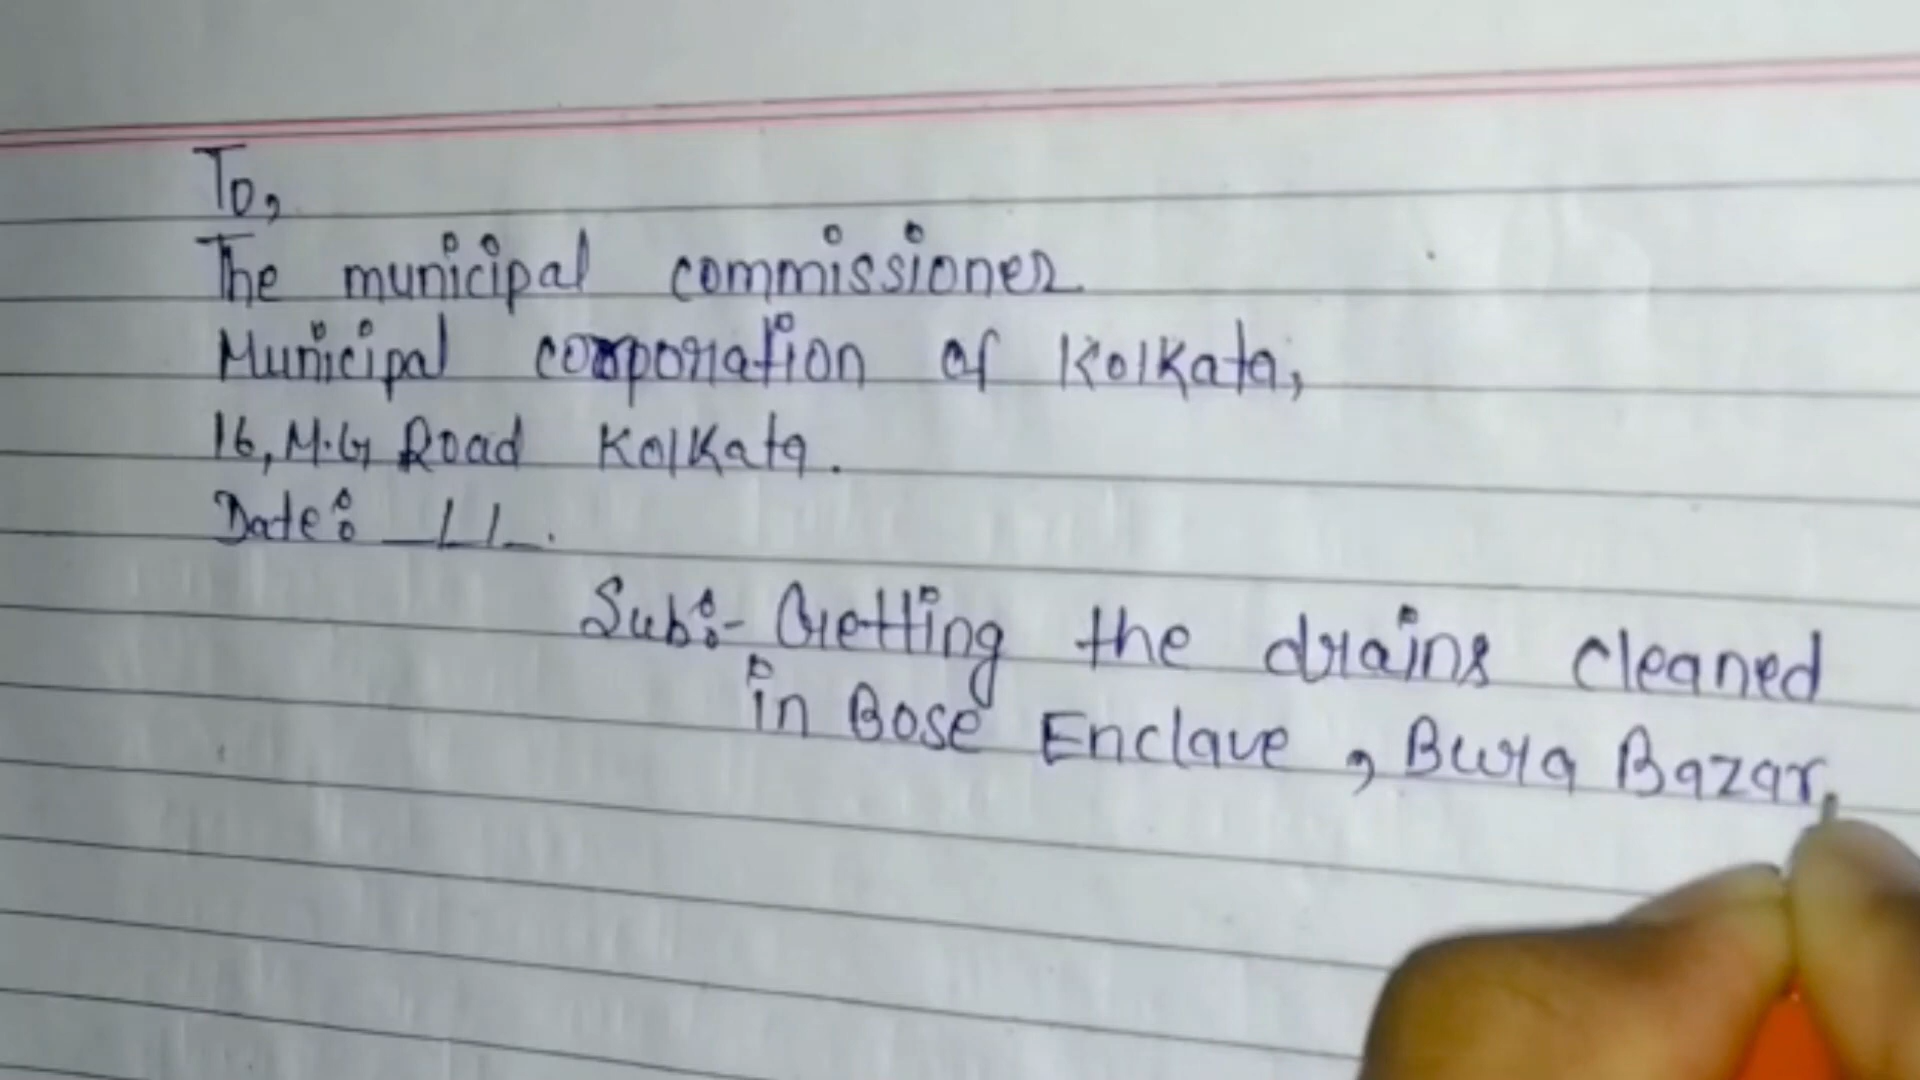 To,
The municipal commissioner
Municipal corporation of Kolkata,
16, M.G Road Kolkata.
Date: _/ /_.
Sub:- Getting the drains cleaned
in Bose Enclave, Bura Bazar,